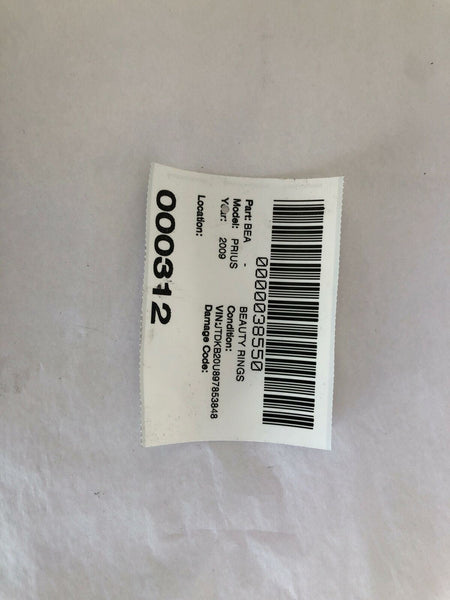 0000038550
Part: BEA - BEAUTY RINGS
Model: PRIUS Condition:
Year: 2009 VIN:JTDKB20U897853848
Damage Code:
Location:
000312